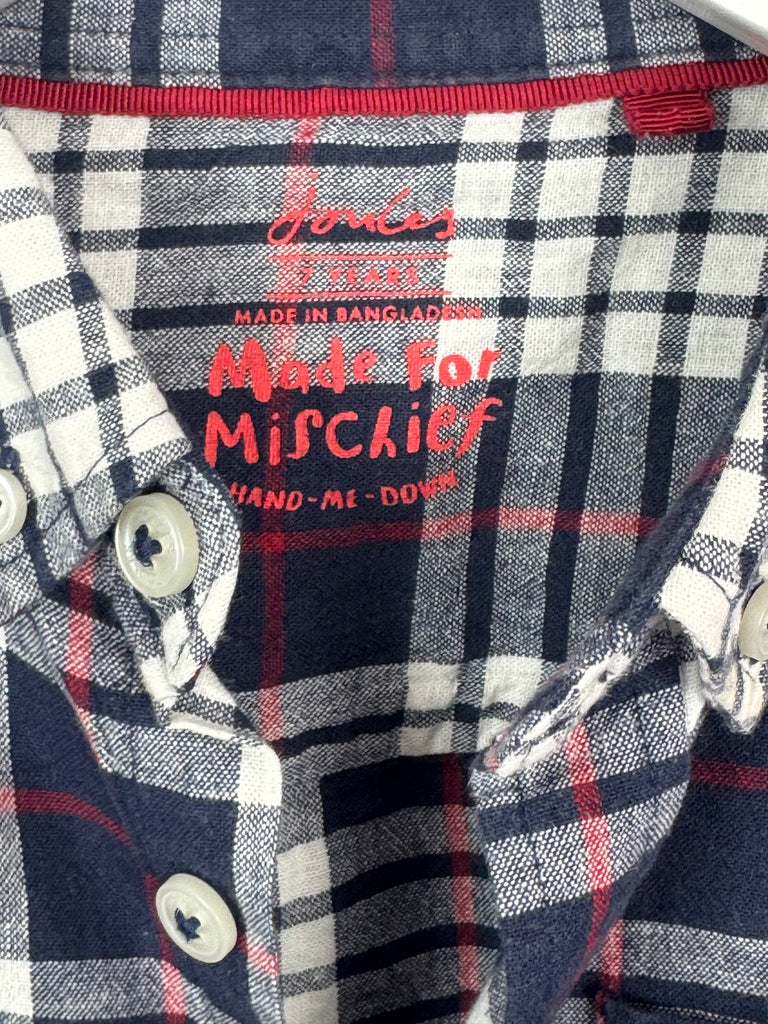 Joules
7 YEARS
MADE IN BANGLADESH
Made For
Mischief
HAND-ME-DOWN